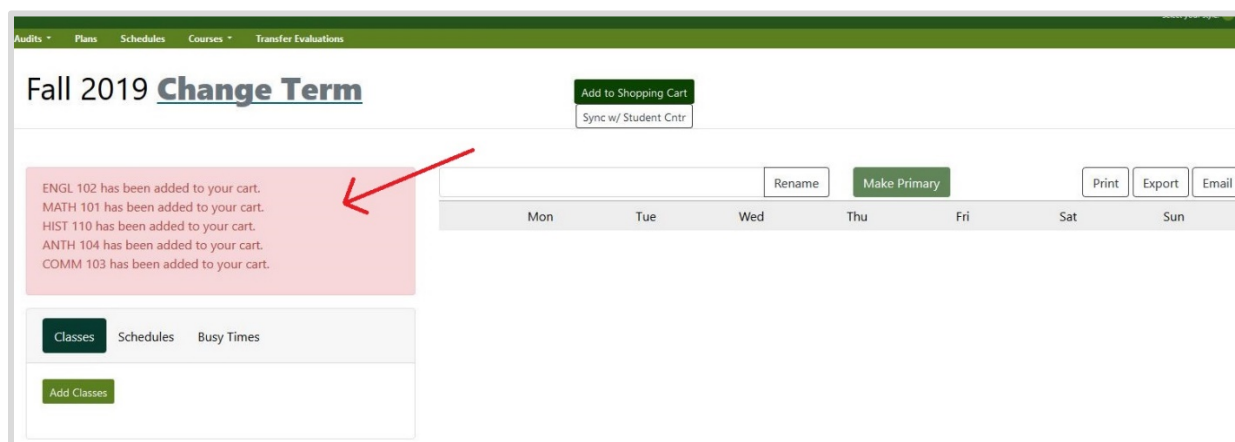 Select your style:
Audits Plans Schedules Courses Transfer Evaluations
Fall 2019 Change Term
Add to Shopping Cart
Sync w/ Student Cntr
ENGL 102 has been added to your cart.
MATH 101 has been added to your cart.
HIST 110 has been added to your cart.
ANTH 104 has been added to your cart.
COMM 103 has been added to your cart.
Rename Make Primary Print Export Email
Mon Tue Wed Thu Fri Sat Sun
Classes Schedules Busy Times
Add Classes